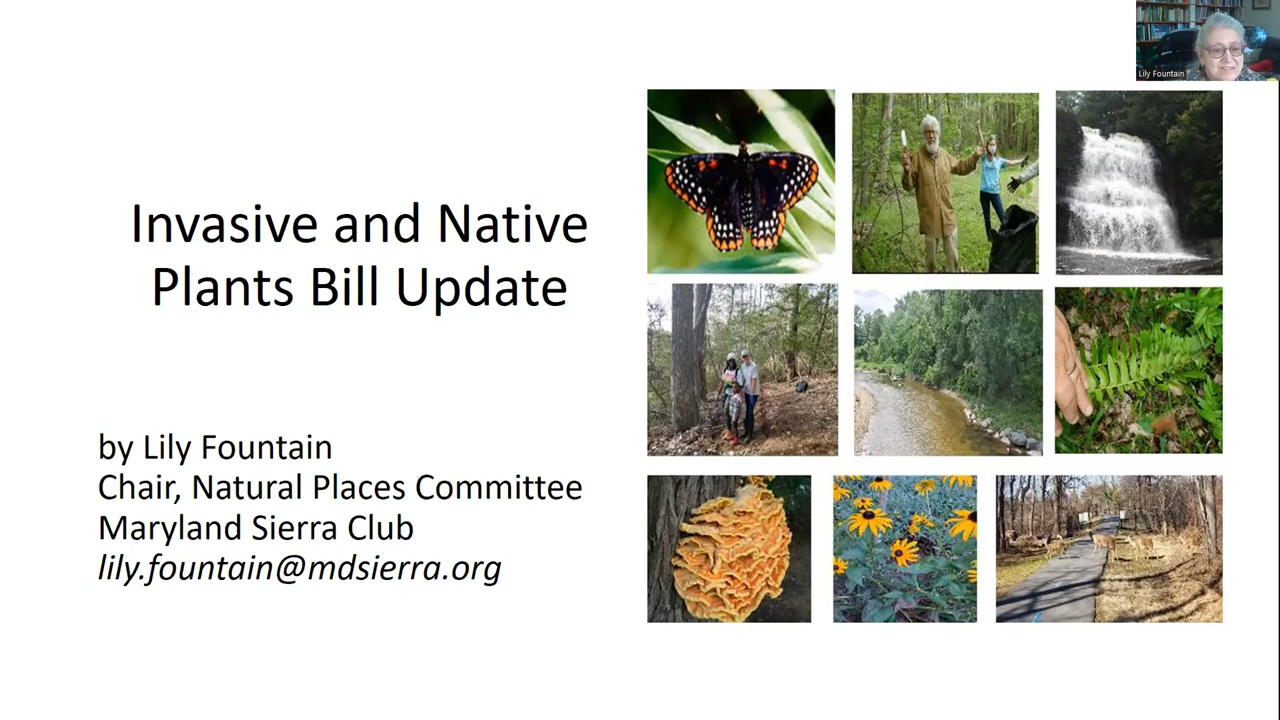 Lily Fountain
Invasive and Native
Plants Bill Update
by Lily Fountain
Chair, Natural Places Committee
Maryland Sierra Club
lily.fountain@mdsierra.org